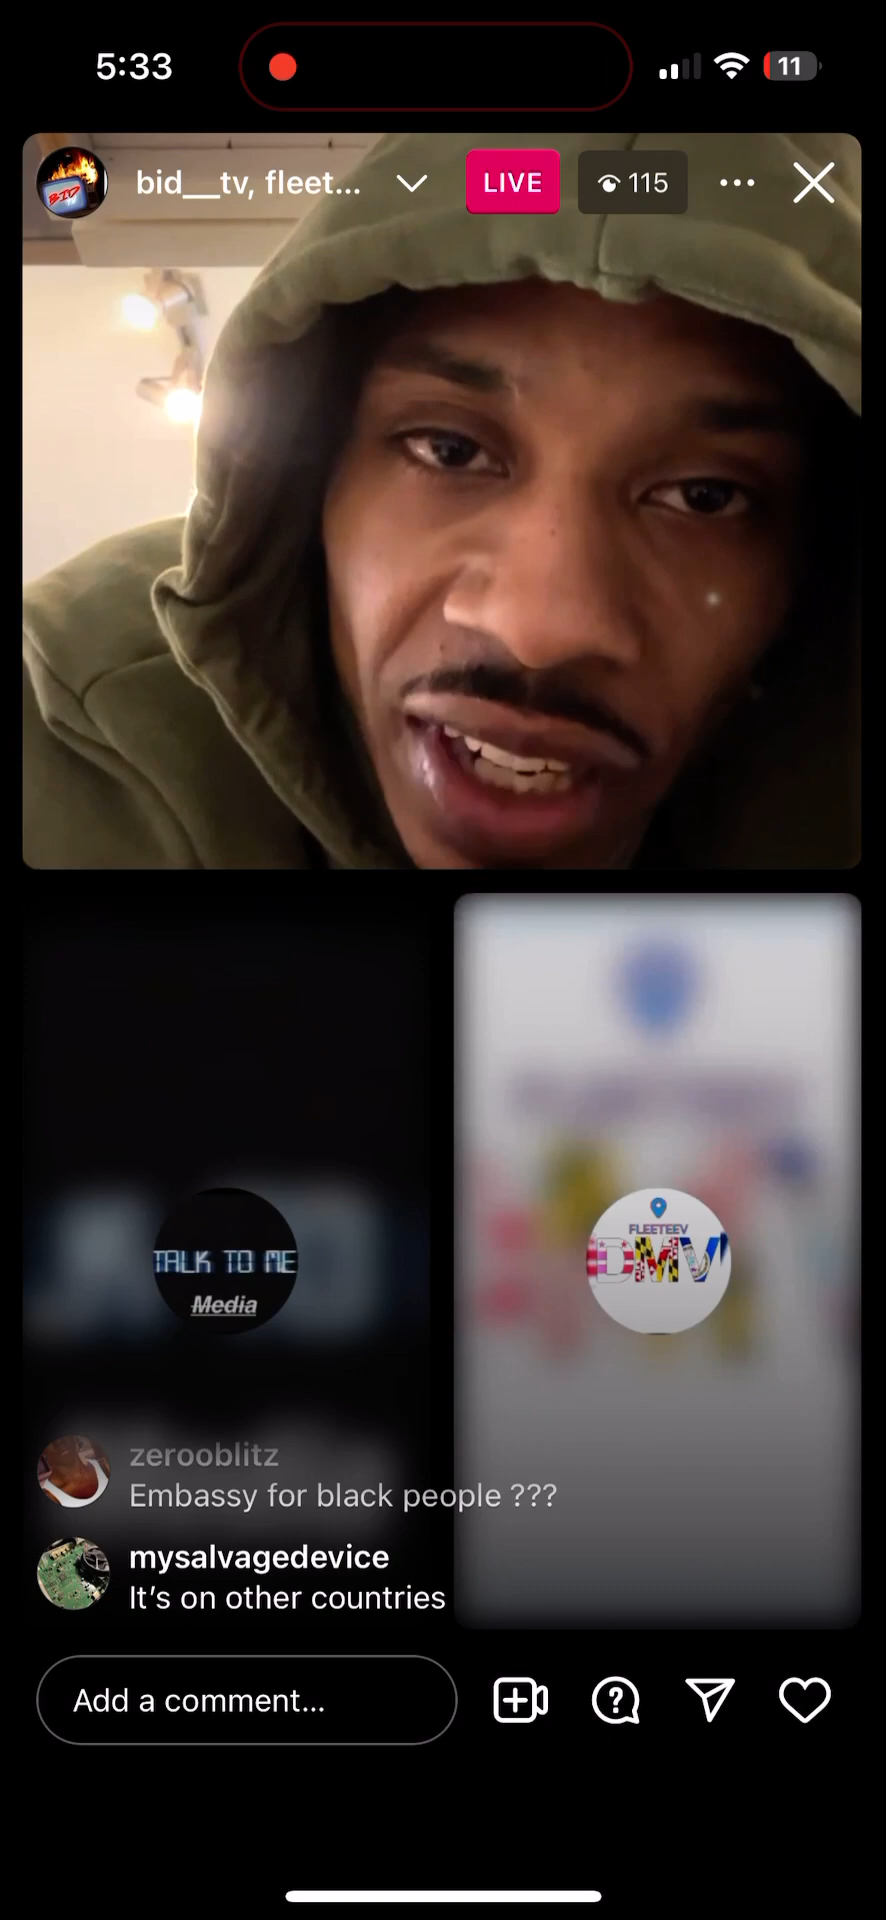 5:33
11
BID
bid__tv, fleet...
LIVE
115
TALK TO ME
Media
FLEETEEV
DMV
zerooblitz
Embassy for black people ???
mysalvagedevice
It's on other countries
Add a comment...